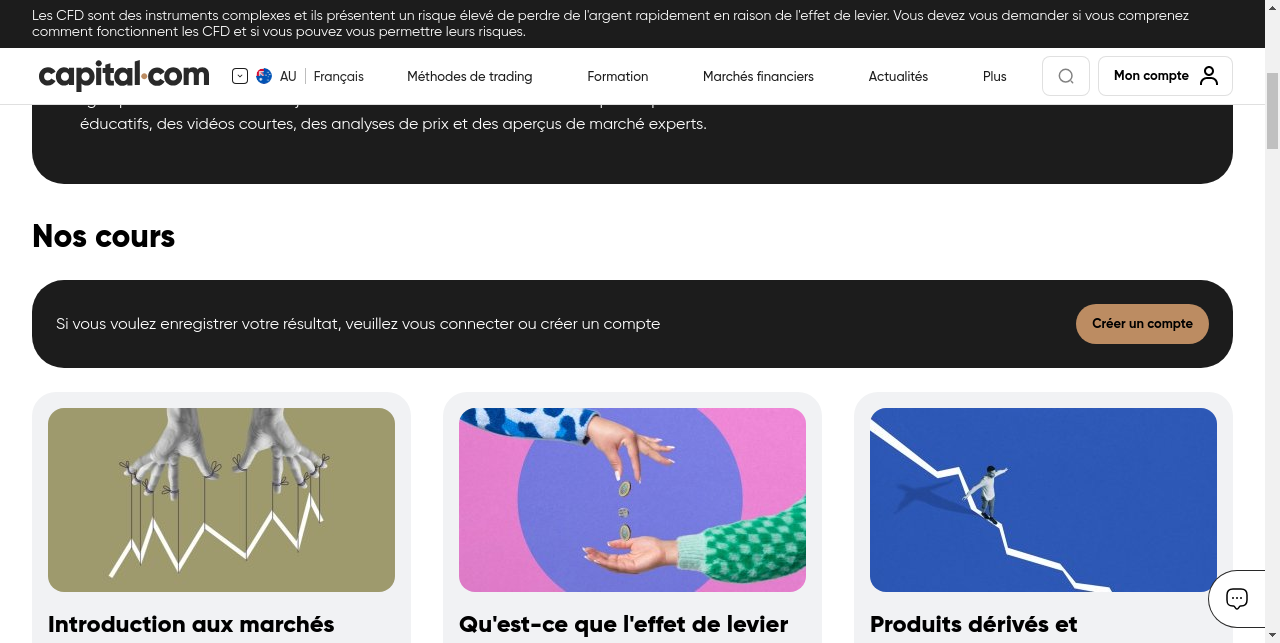 Les CFD sont des instruments complexes et ils présentent un risque élevé de perdre de l'argent rapidement en raison de l'effet de levier. Vous devez vous demander si vous comprenez
comment fonctionnent les CFD et si vous pouvez vous permettre leurs risques.
capital.com AU Français Méthodes de trading Formation Marchés financiers Actualités Plus Mon compte
éducatifs, des vidéos courtes, des analyses de prix et des aperçus de marché experts.
Nos cours
Si vous voulez enregistrer votre résultat, veuillez vous connecter ou créer un compte
Créer un compte
Introduction aux marchés
Qu'est-ce que l'effet de levier
Produits dérivés et